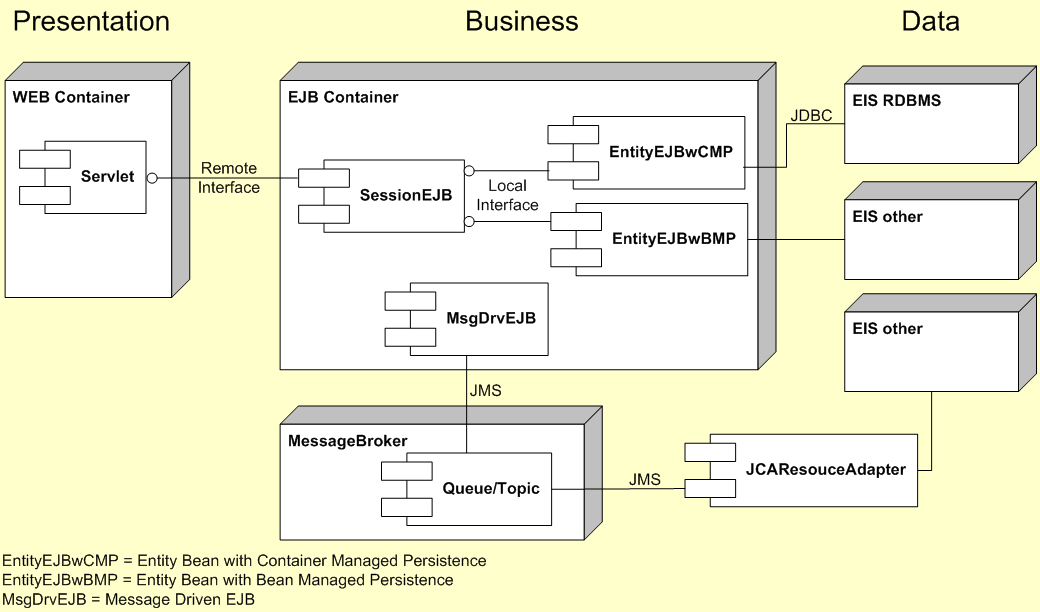 Presentation
Business
Data
WEB Container
Servlet
Remote
Interface
EJB Container
SessionEJB
Local
Interface
EntityEJBwCMP
EntityEJBwBMP
MsgDrvEJB
JDBC
EIS RDBMS
EIS other
EIS other
JMS
MessageBroker
Queue/Topic
JMS
JCAResouceAdapter
EntityEJBwCMP = Entity Bean with Container Managed Persistence
EntityEJBwBMP = Entity Bean with Bean Managed Persistence
MsgDrvEJB = Message Driven EJB